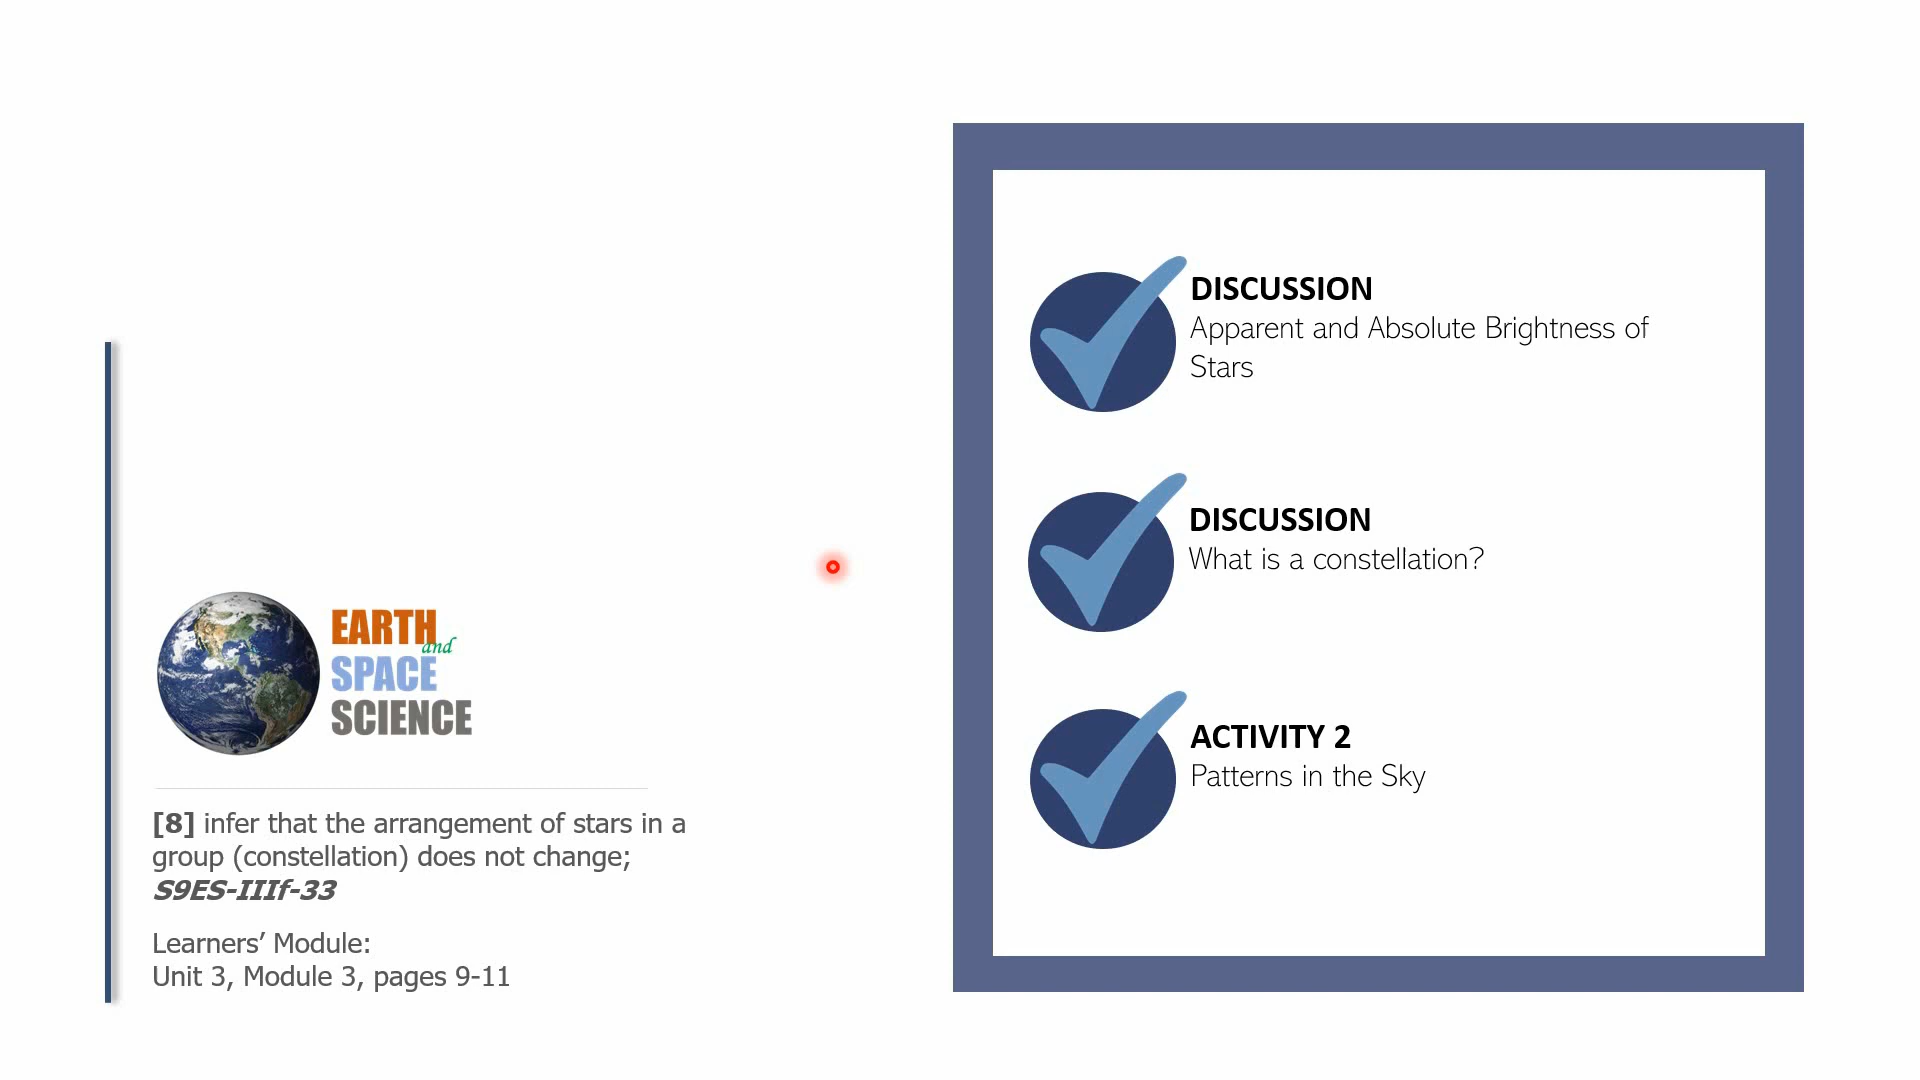 EARTH
and
SPACE
SCIENCE
[8] infer that the arrangement of stars in a
group (constellation) does not change;
S9ES-IIIf-33
Learners’ Module:
Unit 3, Module 3, pages 9-11
DISCUSSION
Apparent and Absolute Brightness of
Stars
DISCUSSION
What is a constellation?
ACTIVITY 2
Patterns in the Sky